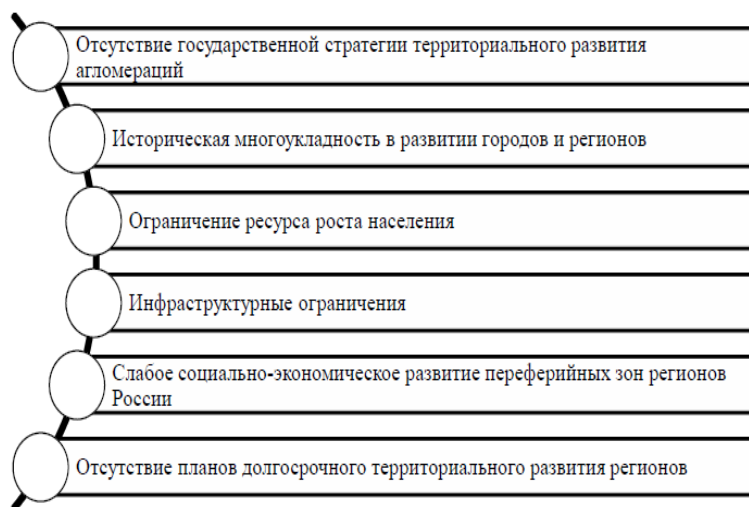 Отсутствие государственной стратегии территориального развития
агломераций
Историческая многоукладность в развитии городов и регионов
Ограничение ресурса роста населения
Инфраструктурные ограничения
Слабое социально-экономическое развитие переферийных зон регионов
России
Отсутствие планов долгосрочного территориального развития регионов